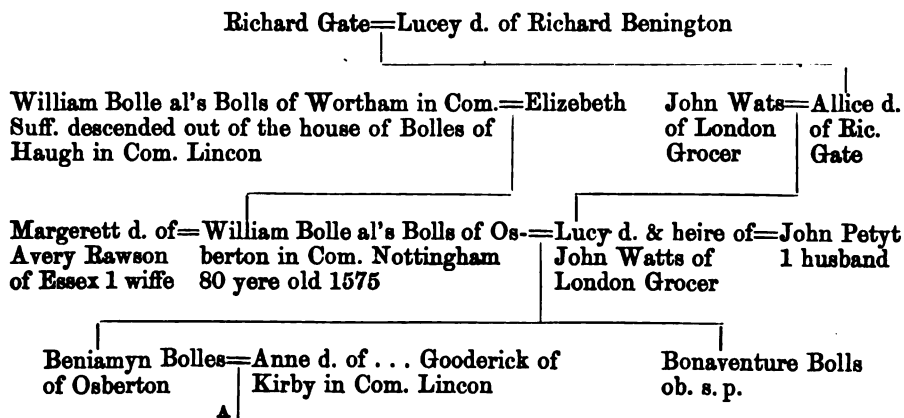 Richard Gate=Lucey d. of Richard Benington
William Bolle al's Bolls of Wortham in Com.=Elizebeth
Suff. descended out of the house of Bolles of
Haugh in Com. Lincon
John Wats=Allice d.
of London of Ric.
Grocer Gate
Margerett d. of=William Bolle al's Bolls of Os-=Lucy d. & heire of=John Petyt
Avery Rawson berton in Com. Nottingham John Watts of 1 husband
of Essex 1 wiffe 80 yere old 1575 London Grocer
Beniamyn Bolles=Anne d. of ... Gooderick of
of Osberton Kirby in Com. Lincon
Bonaventure Bolls
ob. s. p.
A